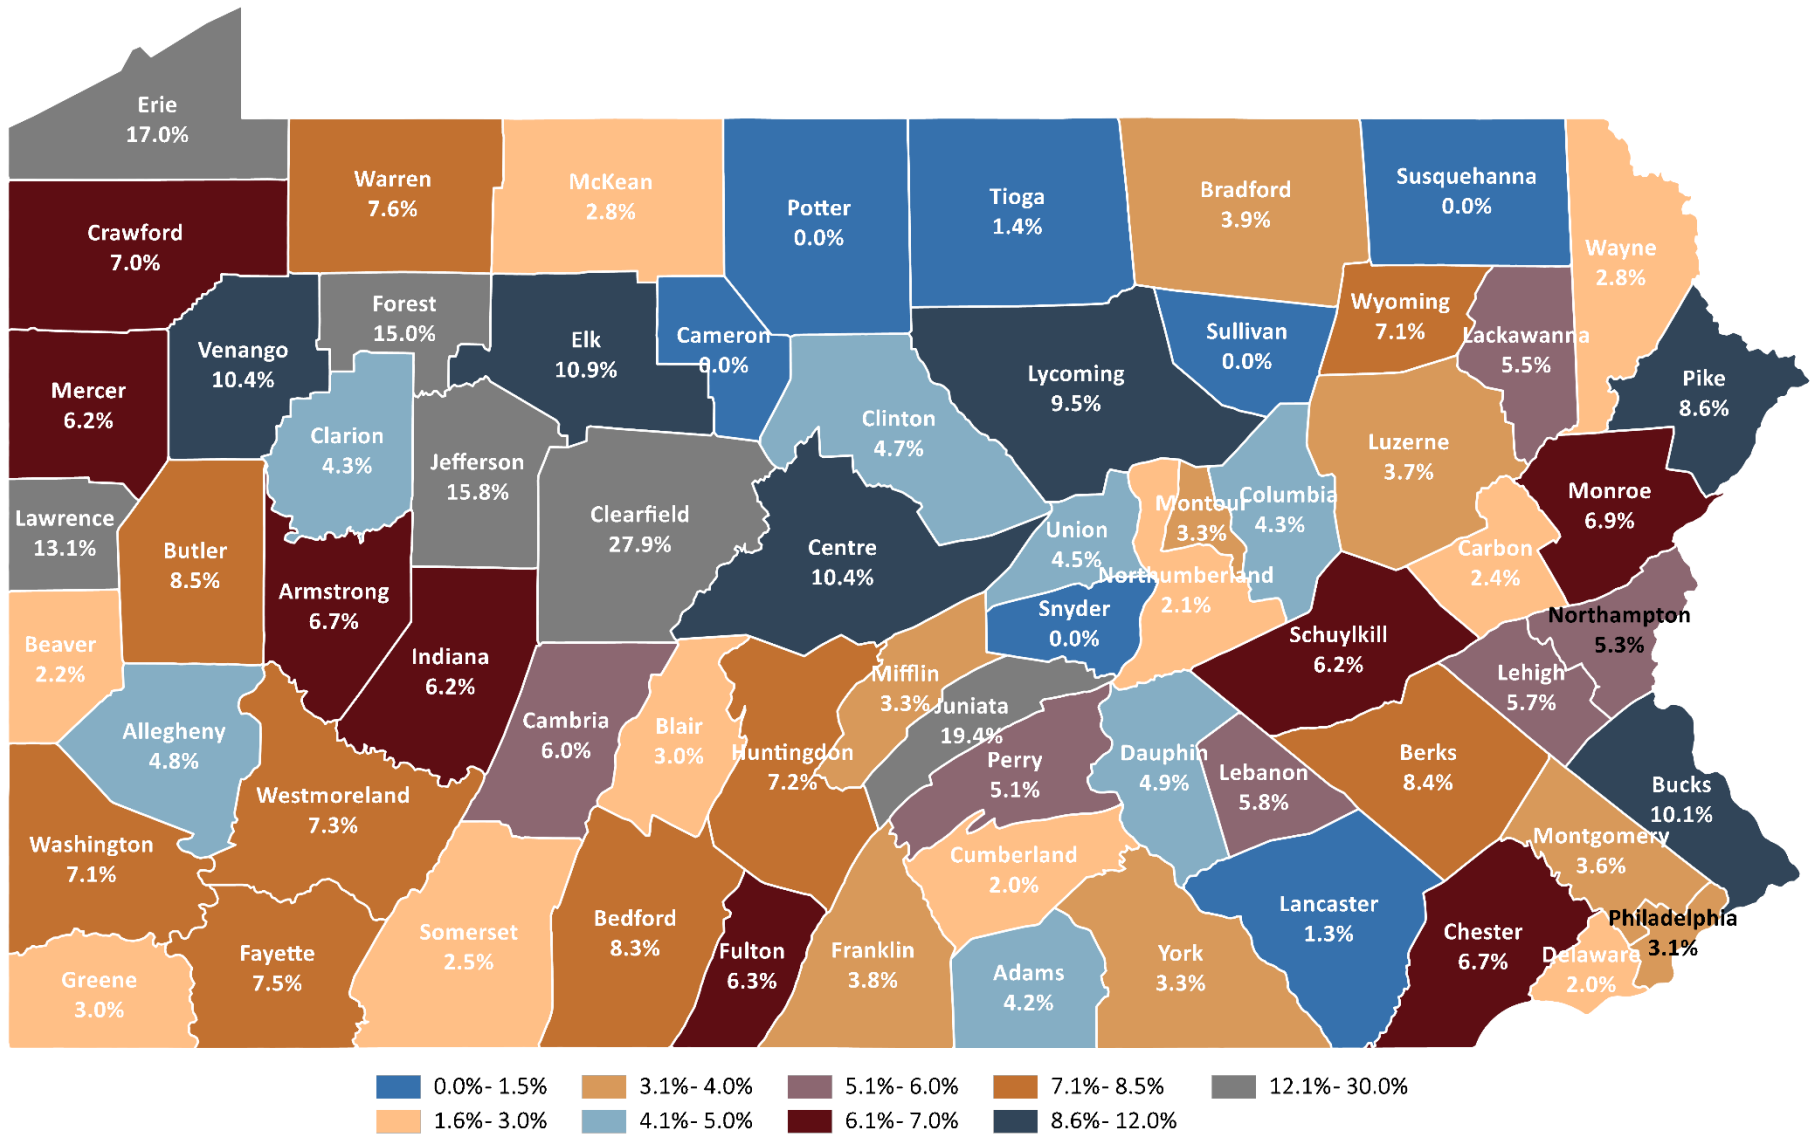 Erie
17.0%
Warren
7.6%
McKean
2.8%
Potter
0.0%
Tioga
1.4%
Bradford
3.9%
Susquehanna
0.0%
Wayne
2.8%
Crawford
7.0%
Forest
15.0%
Venango
10.4%
Elk
10.9%
Cameron
0.0%
Sullivan
0.0%
Wyoming
7.1%
Lackawanna
5.5%
Pike
8.6%
Mercer
6.2%
Clarion
4.3%
Jefferson
15.8%
Clinton
4.7%
Lycoming
9.5%
Luzerne
3.7%
Monroe
6.9%
Lawrence
13.1%
Butler
8.5%
Armstrong
6.7%
Clearfield
27.9%
Centre
10.4%
Union
4.5%
Montour
3.3%
Columbia
4.3%
Carbon
2.4%
Northumberland
2.1%
Snyder
0.0%
Northampton
5.3%
Beaver
2.2%
Indiana
6.2%
Schuylkill
6.2%
Lehigh
5.7%
Allegheny
4.8%
Cambria
6.0%
Blair
3.0%
Huntingdon
7.2%
Mifflin
3.3%
Juniata
19.4%
Perry
5.1%
Dauphin
4.9%
Lebanon
5.8%
Berks
8.4%
Bucks
10.1%
Westmoreland
7.3%
Washington
7.1%
Cumberland
2.0%
Montgomery
3.6%
Greene
3.0%
Fayette
7.5%
Somerset
2.5%
Bedford
8.3%
Fulton
6.3%
Franklin
3.8%
Adams
4.2%
York
3.3%
Lancaster
1.3%
Chester
6.7%
Philadelphia
3.1%
Delaware
2.0%
0.0%- 1.5%
3.1%- 4.0%
5.1%- 6.0%
7.1%- 8.5%
12.1%- 30.0%
1.6%- 3.0%
4.1%- 5.0%
6.1%- 7.0%
8.6%- 12.0%